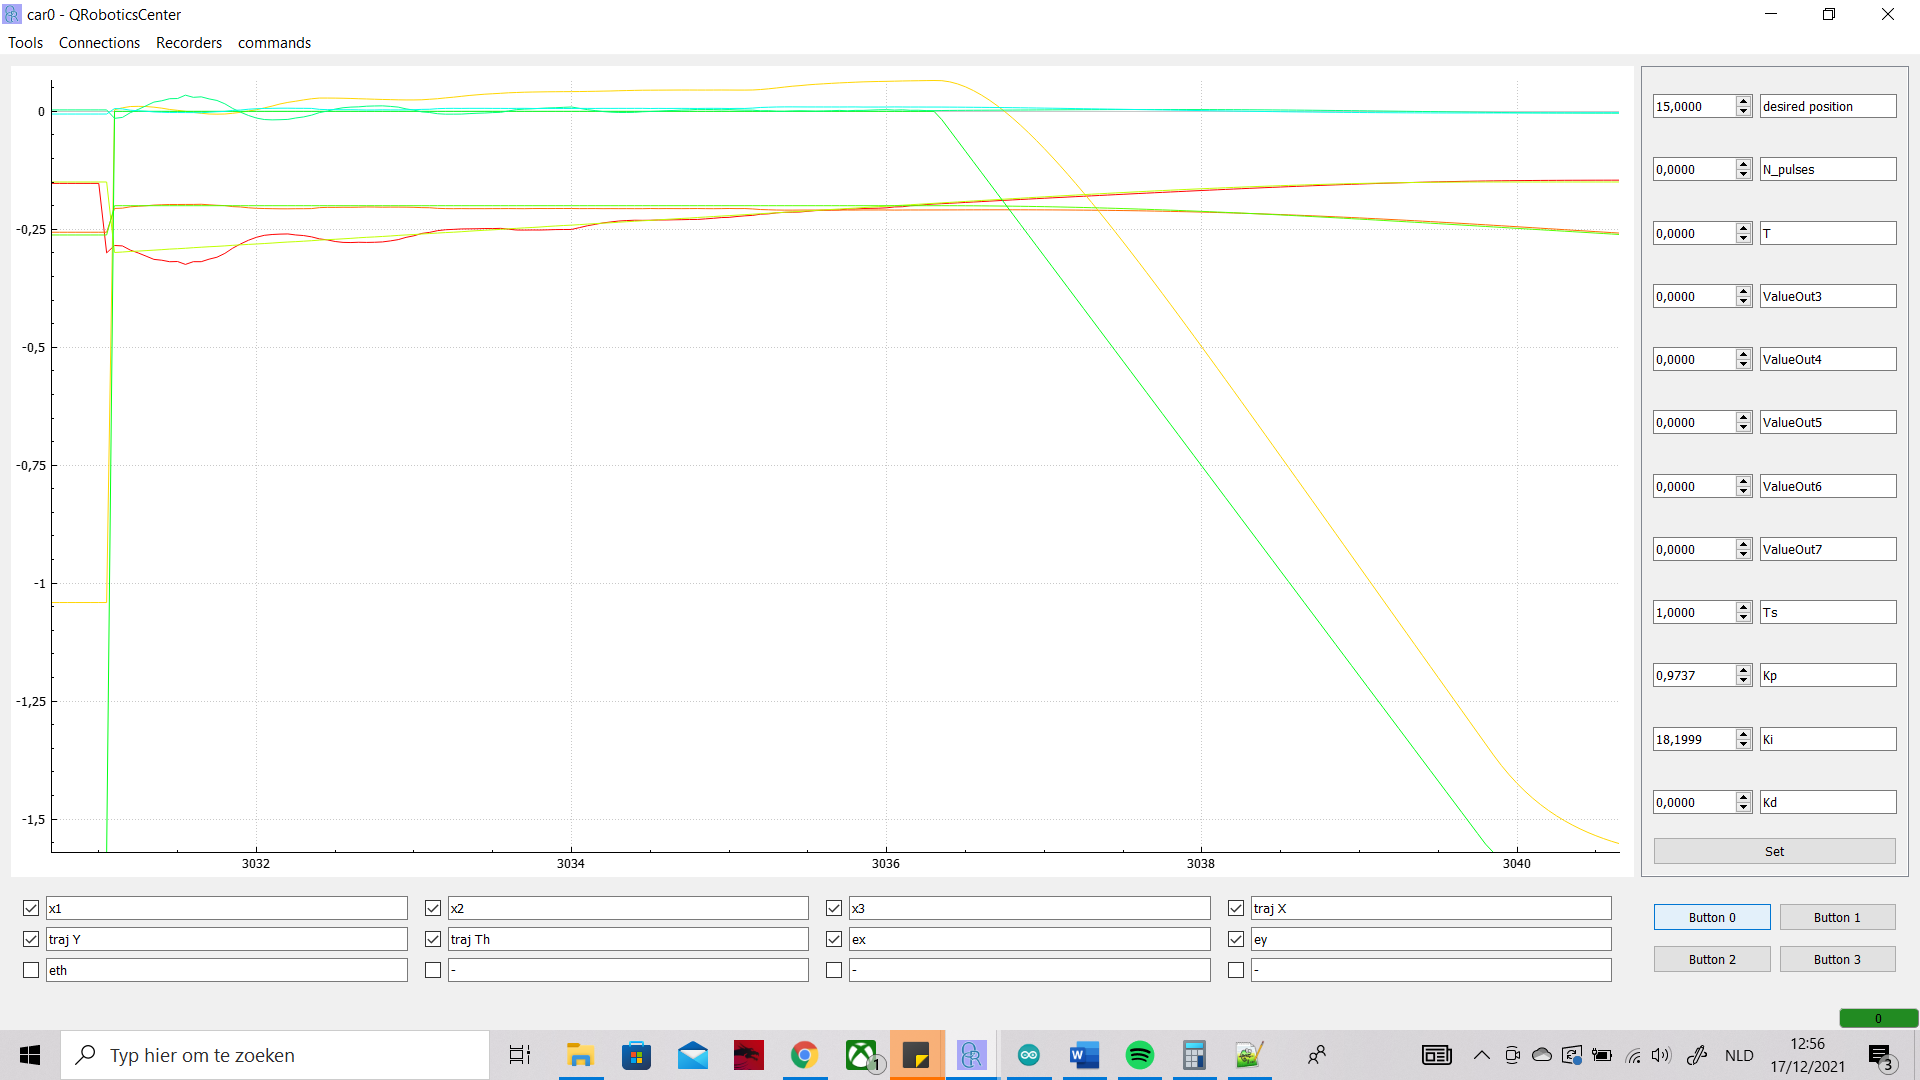 car0 - QRoboticsCenter
Tools Connections Recorders commands
0
-0,25
-0,5
-0,75
-1
-1,25
-1,5
3032 3034 3036 3038 3040
15,0000 desired position
0,0000 N_pulses
0,0000 T
0,0000 ValueOut3
0,0000 ValueOut4
0,0000 ValueOut5
0,0000 ValueOut6
0,0000 ValueOut7
1,0000 Ts
0,9737 Kp
18,1999 Ki
0,0000 Kd
Set
x1 x2 x3 traj X
traj Y traj Th ex ey
eth - - -
Button 0 Button 1
Button 2 Button 3
0
Typ hier om te zoeken
1
NLD
12:56
17/12/2021
3